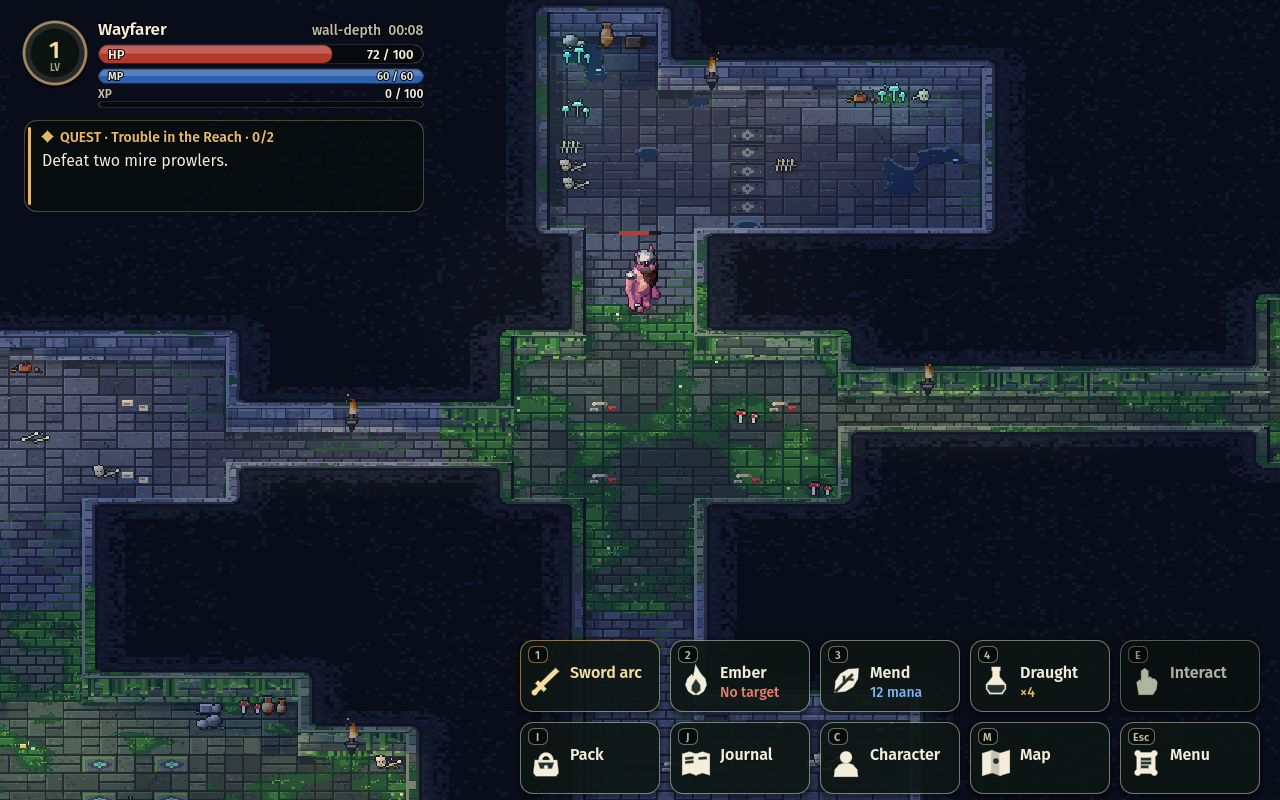 Wayfarer wall-depth 00:08
1
LV
HP 72 / 100
MP 60 / 60
XP 0 / 100
◆ QUEST · Trouble in the Reach · 0/2
Defeat two mire prowlers.
1 Sword arc
2 Ember
No target
3 Mend
12 mana
4 Draught
×4
E Interact
I Pack
J Journal
C Character
M Map
Esc Menu